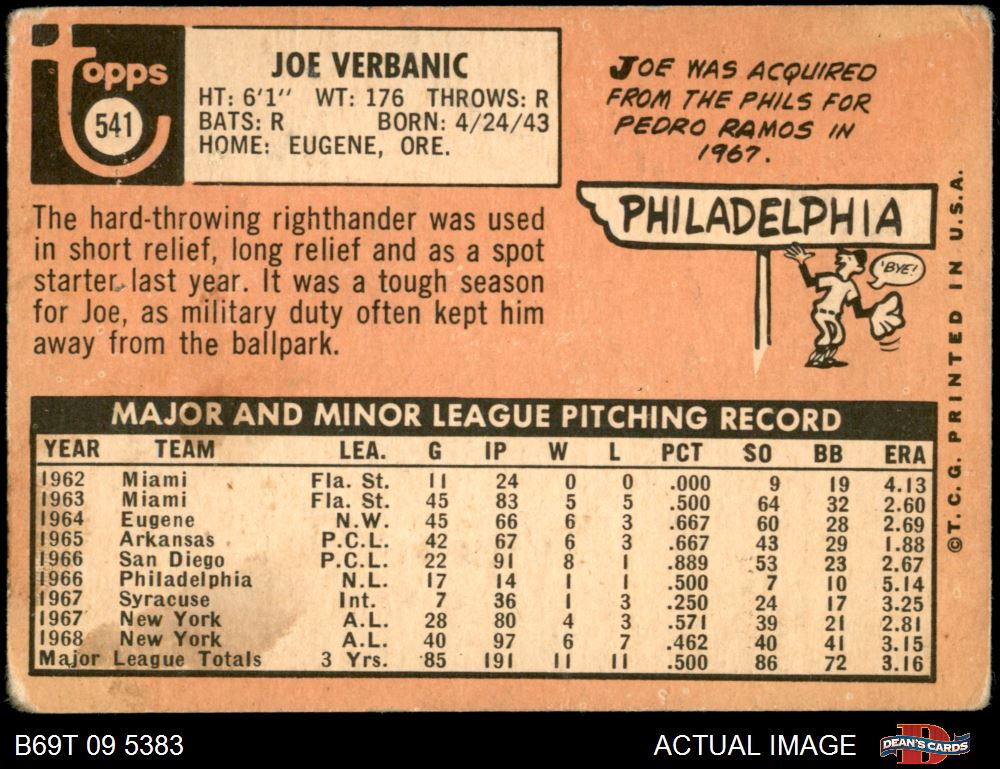 Topps
541
JOE VERBANIC
HT: 6'1" WT: 176 THROWS: R
BATS: R BORN: 4/24/43
HOME: EUGENE, ORE.
JOE WAS ACQUIRED
FROM THE PHILS FOR
PEDRO RAMOS IN
1967.
PHILADELPHIA
'BYE!
The hard-throwing righthander was used
in short relief, long relief and as a spot
starter last year. It was a tough season
for Joe, as military duty often kept him
away from the ballpark.
MAJOR AND MINOR LEAGUE PITCHING RECORD
YEAR TEAM LEA. G IP W L PCT SO BB ERA
1962 Miami Fla. St. 11 24 0 0 .000 9 19 4.13
1963 Miami Fla. St. 45 83 5 5 .500 64 32 2.60
1964 Eugene N.W. 45 66 6 3 .667 60 28 2.69
1965 Arkansas P.C.L. 42 67 6 3 .667 43 29 1.88
1966 San Diego P.C.L. 22 91 8 1 .889 53 23 2.67
1966 Philadelphia N.L. 17 14 1 1 .500 7 10 5.14
1967 Syracuse Int. 7 36 1 3 .250 24 17 3.25
1967 New York A.L. 28 80 4 3 .571 39 21 2.81
1968 New York A.L. 40 97 6 7 .462 40 41 3.15
Major League Totals 3 Yrs. 85 191 11 11 .500 86 72 3.16
©T.C.G. PRINTED IN U.S.A.
B69T 09 5383
ACTUAL IMAGE
D
DEAN'S CARDS